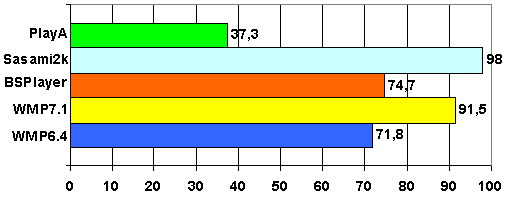 PlayA 37,3
Sasami2k 98
BSPlayer 74,7
WMP7.1 91,5
WMP6.4 71,8
0 10 20 30 40 50 60 70 80 90 100